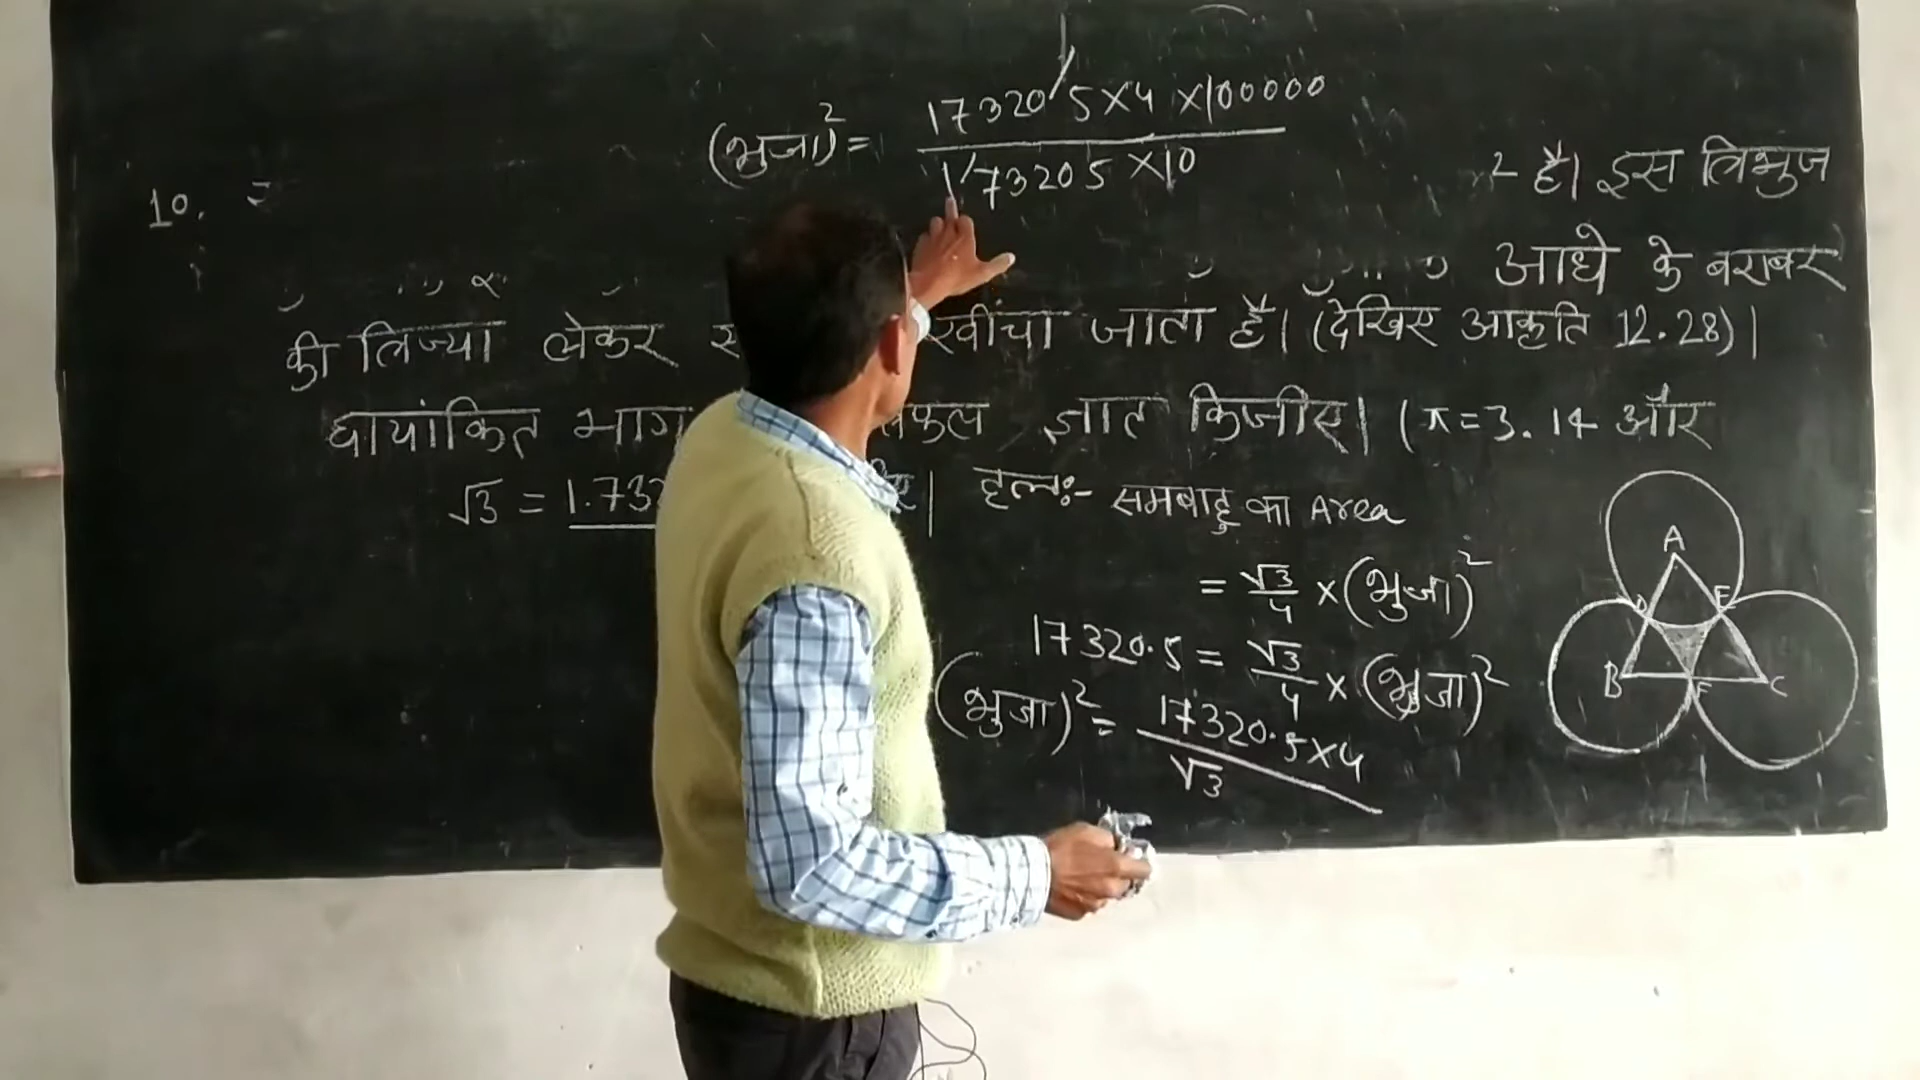 (भुजा)² = 17320/5×4 ×100000
1/73205 ×10
10.
² है। इस त्रिभुज
आधे के बराबर
की त्रिज्या लेकर खींचा जाता है। (देखिए आकृति 12.28)।
छायांकित भाग ज्ञात किजीए। (π=3.14 और
√3 = 1.73
हलः- समबाहु का Area
= √3/4 ×(भुजा)²
17320.5 = √3/4 × (भुजा)²
(भुजा)² = 17320.5×4
√3
A
D E
B F C